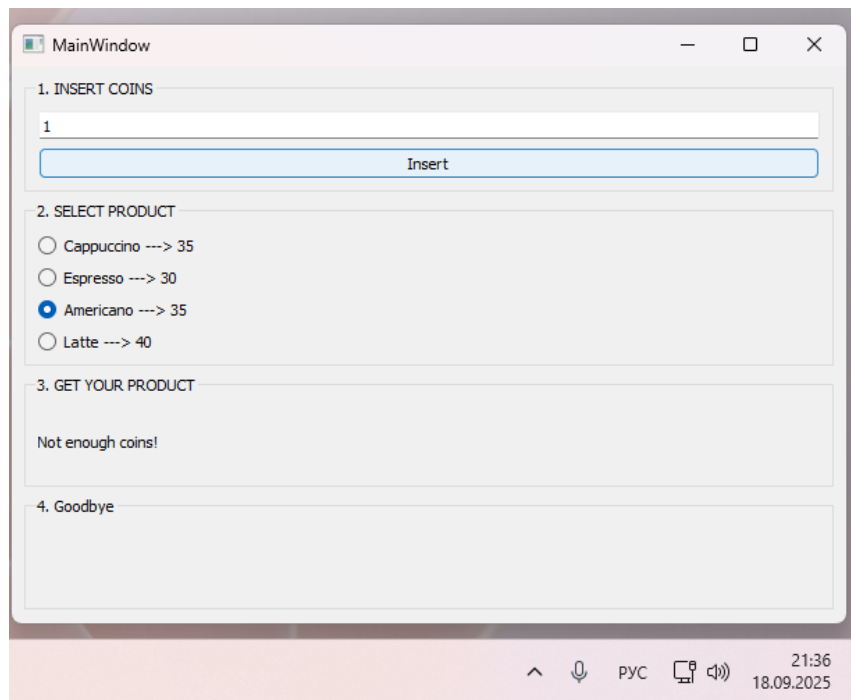 MainWindow
1. INSERT COINS
1
Insert
2. SELECT PRODUCT
Cappuccino ---> 35
Espresso ---> 30
Americano ---> 35
Latte ---> 40
3. GET YOUR PRODUCT
Not enough coins!
4. Goodbye
РУС
21:36
18.09.2025